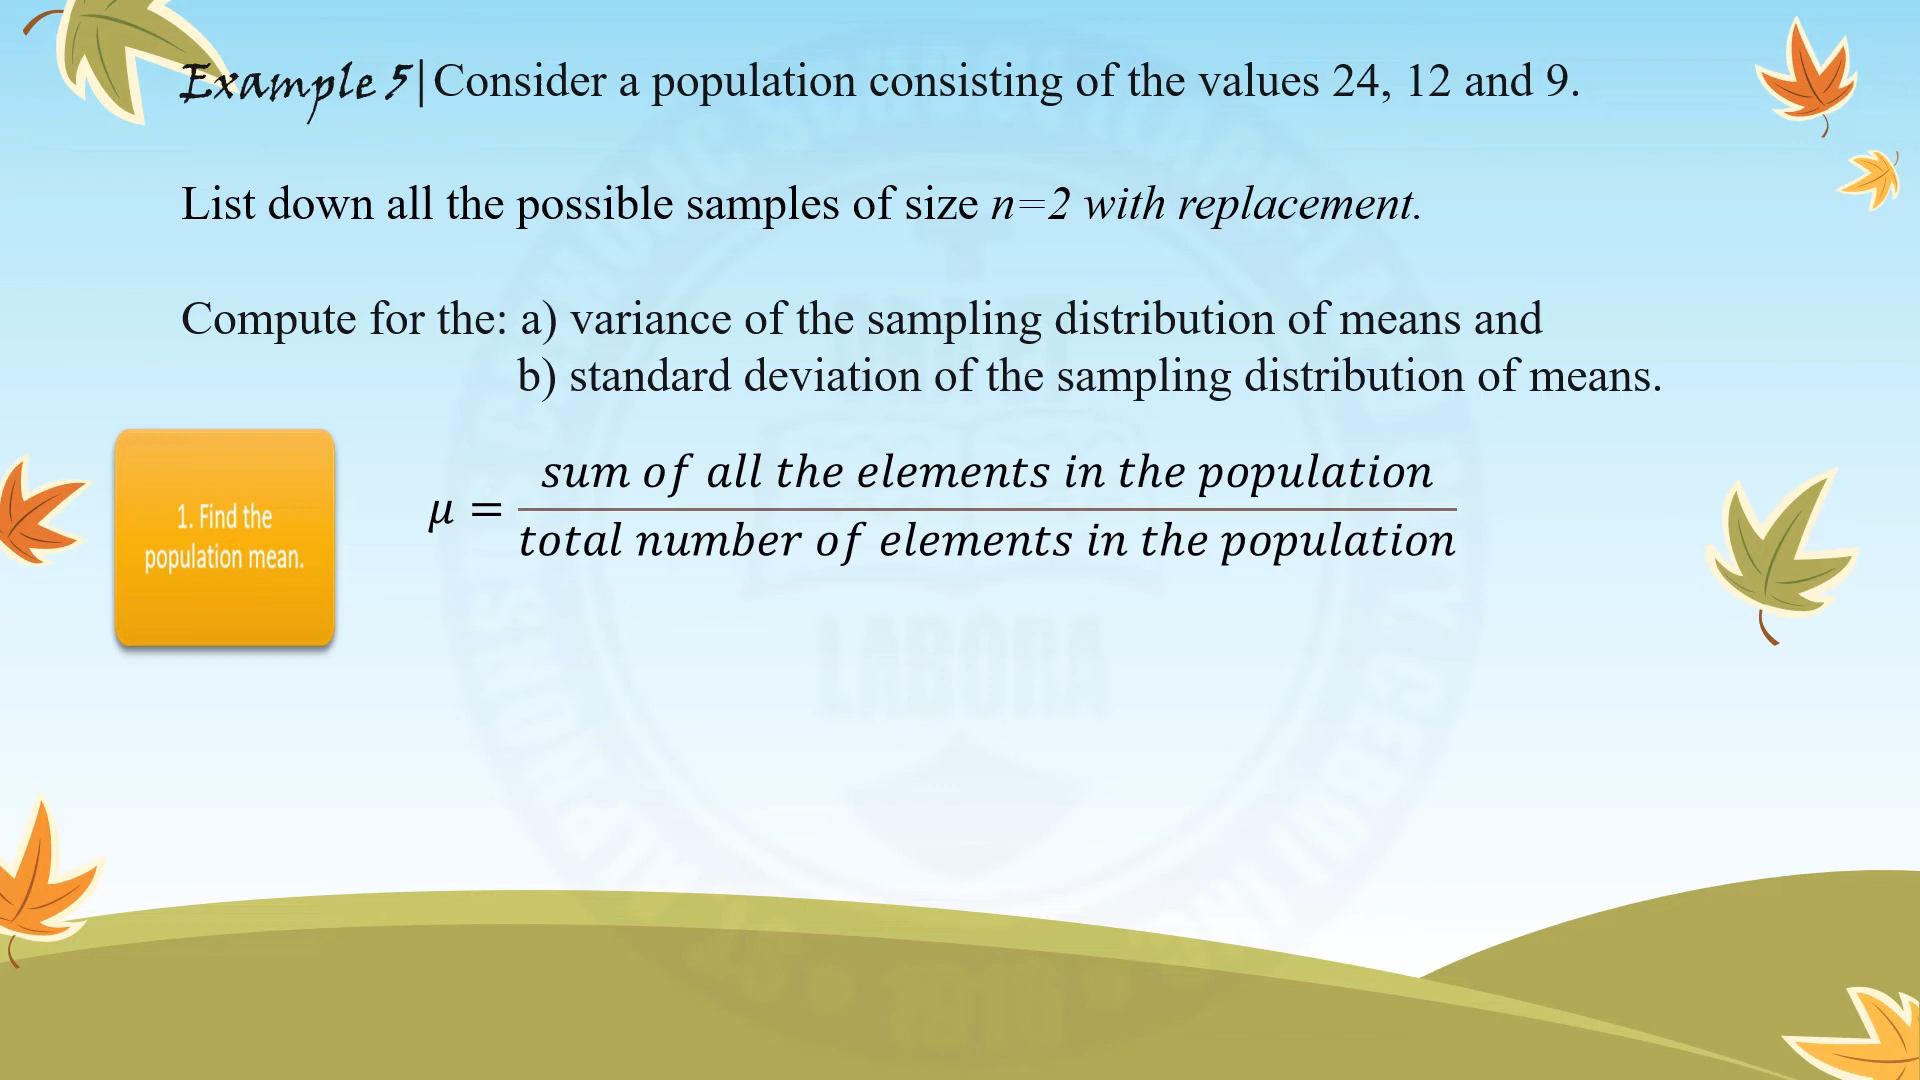 Example 5|Consider a population consisting of the values 24, 12 and 9.
List down all the possible samples of size n=2 with replacement.
Compute for the: a) variance of the sampling distribution of means and
b) standard deviation of the sampling distribution of means.
1. Find the
population mean.
μ = sum of all the elements in the population
total number of elements in the population
LABORA